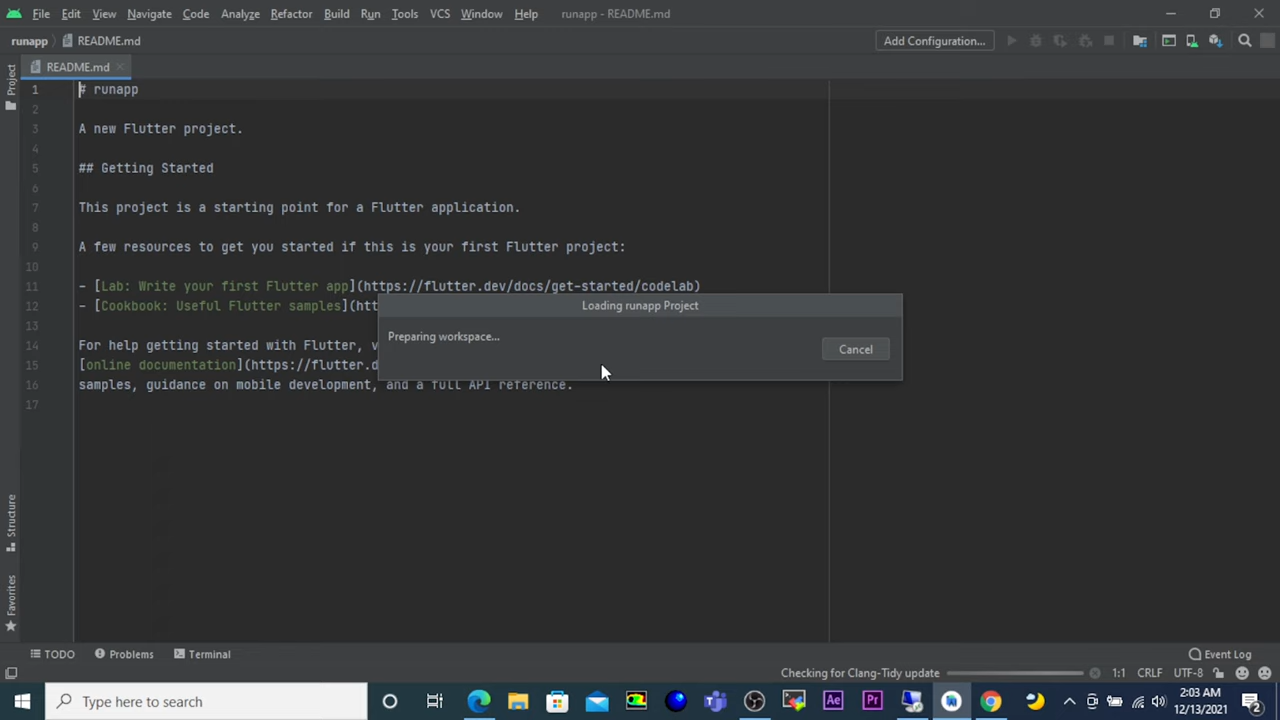 File Edit View Navigate Code Analyze Refactor Build Run Tools VCS Window Help runapp - README.md
runapp README.md Add Configuration...
Project
README.md
1 # runapp
2
3 A new Flutter project.
4
5 ## Getting Started
6
7 This project is a starting point for a Flutter application.
8
9 A few resources to get you started if this is your first Flutter project:
10
11 - [Lab: Write your first Flutter app](https://flutter.dev/docs/get-started/codelab)
12 - [Cookbook: Useful Flutter samples](htt
13
14 For help getting started with Flutter, v
15 [online documentation](https://flutter.d
16 samples, guidance on mobile development, and a full API reference.
17
Loading runapp Project
Preparing workspace...
Cancel
Structure
Favorites
TODO Problems Terminal Event Log
Checking for Clang-Tidy update 1:1 CRLF UTF-8
Type here to search
Ae Pr
2:03 AM
12/13/2021
2